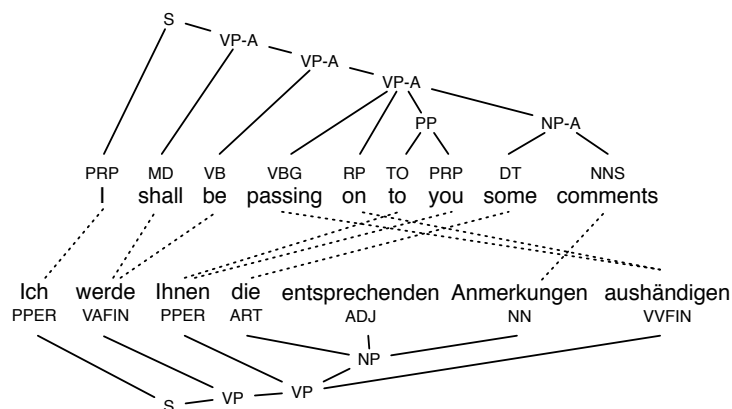 S
VP-A
VP-A
VP-A
PP
NP-A
PRP MD VB VBG RP TO PRP DT NNS
I shall be passing on to you some comments
Ich werde Ihnen die entsprechenden Anmerkungen aushändigen
PPER VAFIN PPER ART ADJ NN VVFIN
NP
S VP VP